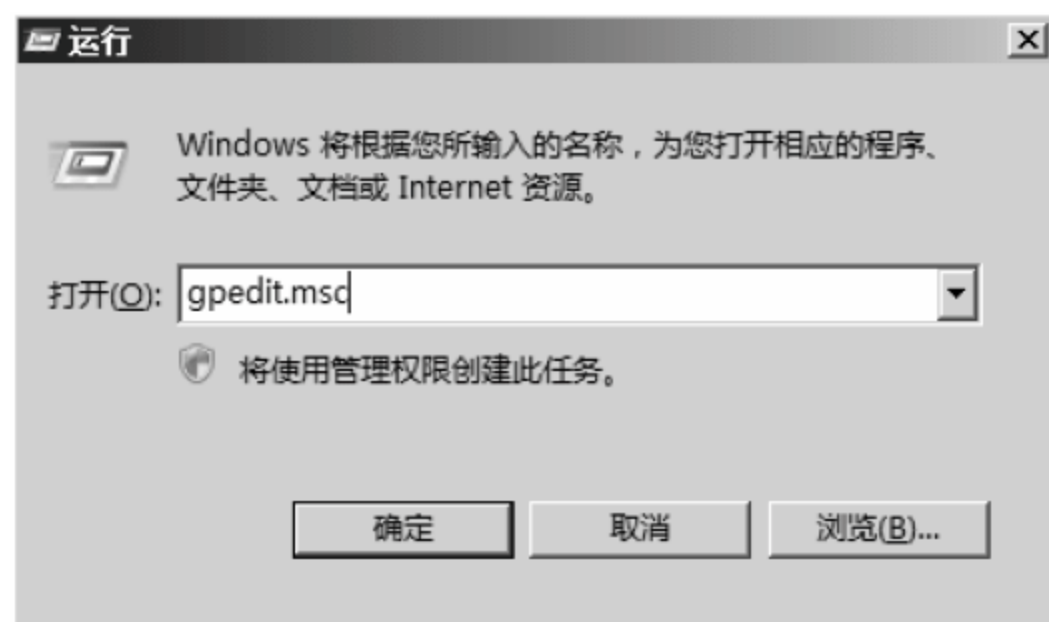 运行
Windows 将根据您所输入的名称，为您打开相应的程序、
文件夹、文档或 Internet 资源。
打开(O): gpedit.msc
将使用管理权限创建此任务。
确定 取消 浏览(B)...